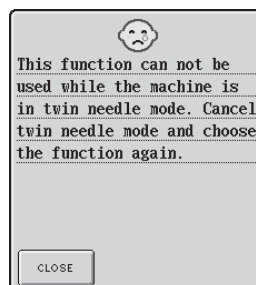 This function can not be
used while the machine is
in twin needle mode. Cancel
twin needle mode and choose
the function again.
CLOSE